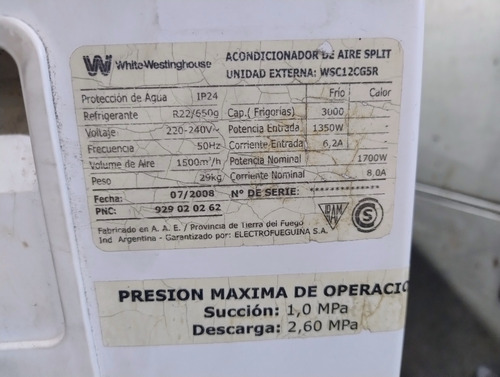 White-Westinghouse
ACONDICIONADOR DE AIRE SPLIT
UNIDAD EXTERNA: WSC12CG5R
Protección de Agua IP24
Refrigerante R22/650g
Voltaje 220-240V~
Frecuencia 50Hz
Volume de Aire 1500m³/h
Peso 29kg
Fecha: 07/2008
PNC: 929 02 02 62
Frío Calor
Cap.( Frigorias) 3000
Potencia Entrada 1350W
Corriente Entrada 6,2A
Potencia Nominal 1700W
Corriente Nominal 8,0A
Nº DE SERIE: **************
Fabricado en A. A. E. / Provincia de Tierra del Fuego
Ind Argentina - Garantizado por: ELECTROFUEGUINA S.A.
IRAM
S
PRESION MAXIMA DE OPERACIO
Succión: 1,0 MPa
Descarga: 2,60 MPa